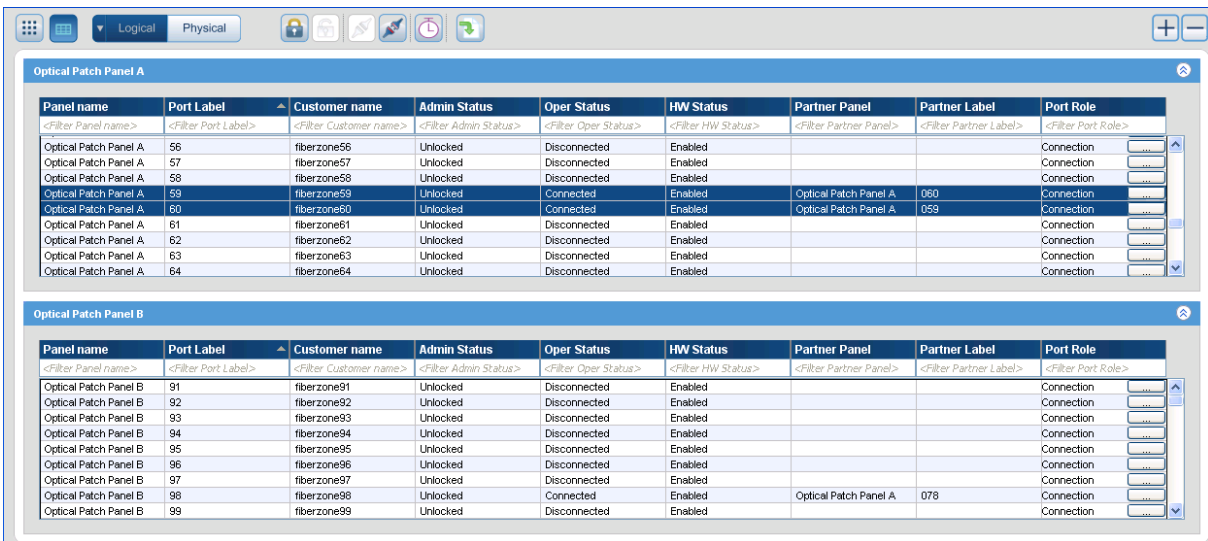 Logical Physical
Optical Patch Panel A
Panel name Port Label Customer name Admin Status Oper Status HW Status Partner Panel Partner Label Port Role
<Filter Panel name> <Filter Port Label> <Filter Customer name> <Filter Admin Status> <Filter Oper Status> <Filter HW Status> <Filter Partner Panel> <Filter Partner Label> <Filter Port Role>
Optical Patch Panel A 56 fiberzone56 Unlocked Disconnected Enabled Connection ...
Optical Patch Panel A 57 fiberzone57 Unlocked Disconnected Enabled Connection ...
Optical Patch Panel A 58 fiberzone58 Unlocked Disconnected Enabled Connection ...
Optical Patch Panel A 59 fiberzone59 Unlocked Connected Enabled Optical Patch Panel A 060 Connection ...
Optical Patch Panel A 60 fiberzone60 Unlocked Connected Enabled Optical Patch Panel A 059 Connection ...
Optical Patch Panel A 61 fiberzone61 Unlocked Disconnected Enabled Connection ...
Optical Patch Panel A 62 fiberzone62 Unlocked Disconnected Enabled Connection ...
Optical Patch Panel A 63 fiberzone63 Unlocked Disconnected Enabled Connection ...
Optical Patch Panel A 64 fiberzone64 Unlocked Disconnected Enabled Connection ...
Optical Patch Panel B
Panel name Port Label Customer name Admin Status Oper Status HW Status Partner Panel Partner Label Port Role
<Filter Panel name> <Filter Port Label> <Filter Customer name> <Filter Admin Status> <Filter Oper Status> <Filter HW Status> <Filter Partner Panel> <Filter Partner Label> <Filter Port Role>
Optical Patch Panel B 91 fiberzone91 Unlocked Disconnected Enabled Connection ...
Optical Patch Panel B 92 fiberzone92 Unlocked Disconnected Enabled Connection ...
Optical Patch Panel B 93 fiberzone93 Unlocked Disconnected Enabled Connection ...
Optical Patch Panel B 94 fiberzone94 Unlocked Disconnected Enabled Connection ...
Optical Patch Panel B 95 fiberzone95 Unlocked Disconnected Enabled Connection ...
Optical Patch Panel B 96 fiberzone96 Unlocked Disconnected Enabled Connection ...
Optical Patch Panel B 97 fiberzone97 Unlocked Disconnected Enabled Connection ...
Optical Patch Panel B 98 fiberzone98 Unlocked Connected Enabled Optical Patch Panel A 078 Connection ...
Optical Patch Panel B 99 fiberzone99 Unlocked Disconnected Enabled Connection ...